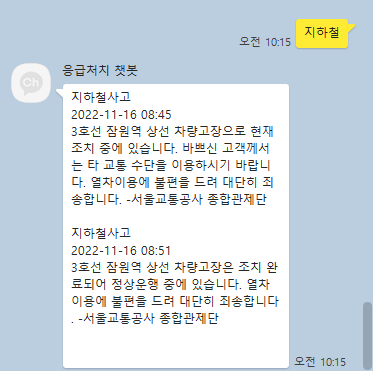 지하철
오전 10:15
응급처치 챗봇
Ch
지하철사고
2022-11-16 08:45
3호선 잠원역 상선 차량고장으로 현재
조치 중에 있습니다. 바쁘신 고객께서
는 타 교통 수단을 이용하시기 바랍니
다. 열차이용에 불편을 드려 대단히 죄
송합니다. -서울교통공사 종합관제단
지하철사고
2022-11-16 08:51
3호선 잠원역 상선 차량고장은 조치 완
료되어 정상운행 중에 있습니다. 열차
이용에 불편을 드려 대단히 죄송합니다
. -서울교통공사 종합관제단
오전 10:15